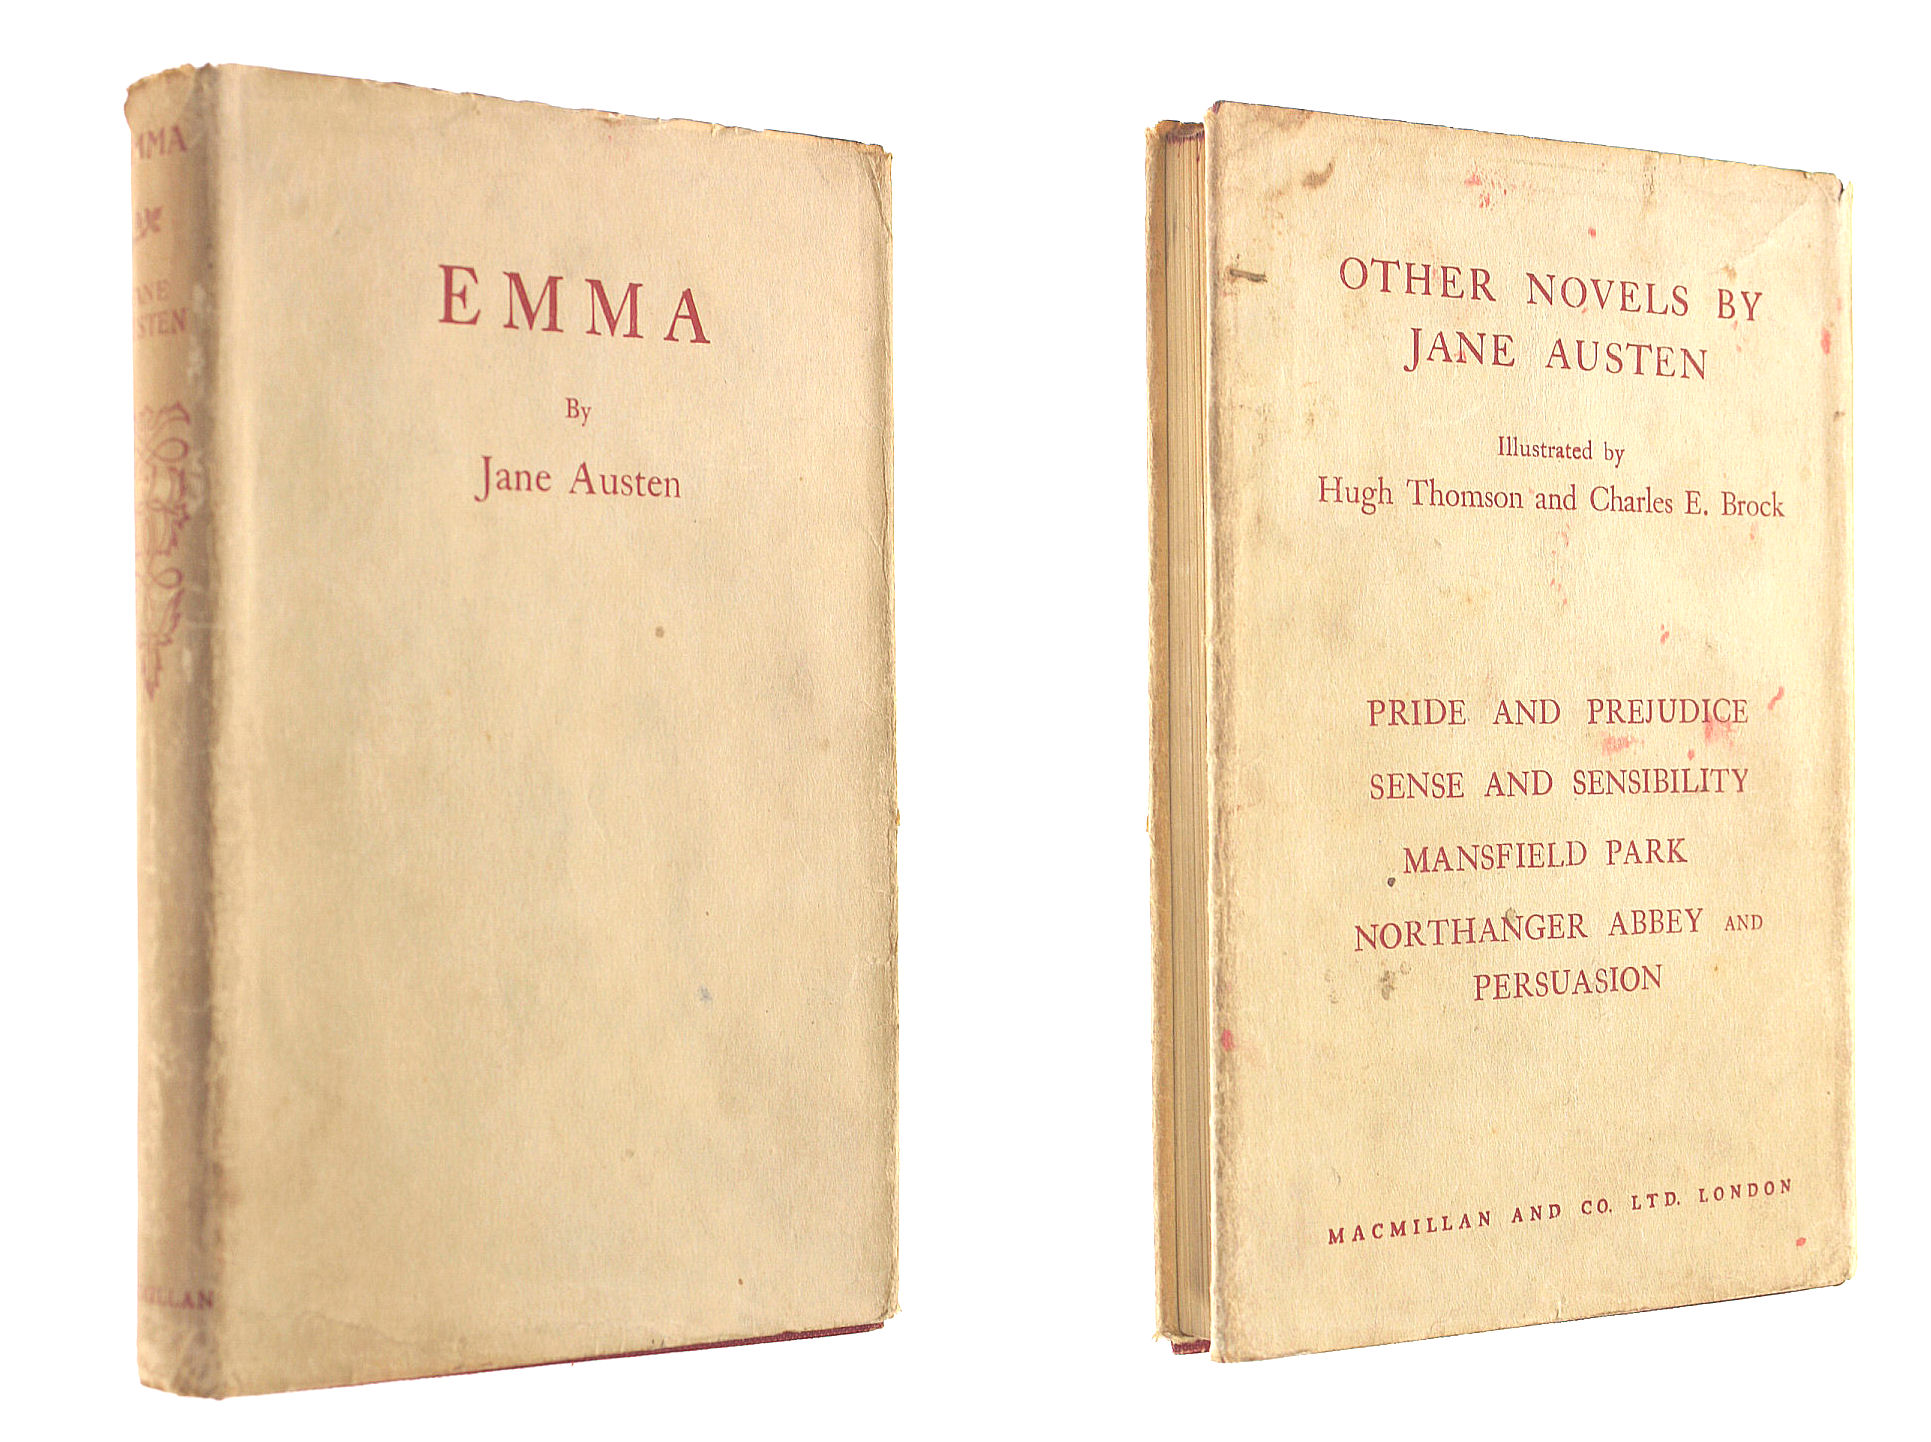 EMMA
By
Jane Austen
OTHER NOVELS BY
JANE AUSTEN
Illustrated by
Hugh Thomson and Charles E. Brock
PRIDE AND PREJUDICE
SENSE AND SENSIBILITY
MANSFIELD PARK
NORTHANGER ABBEY AND
PERSUASION
MACMILLAN AND CO. LTD. LONDON